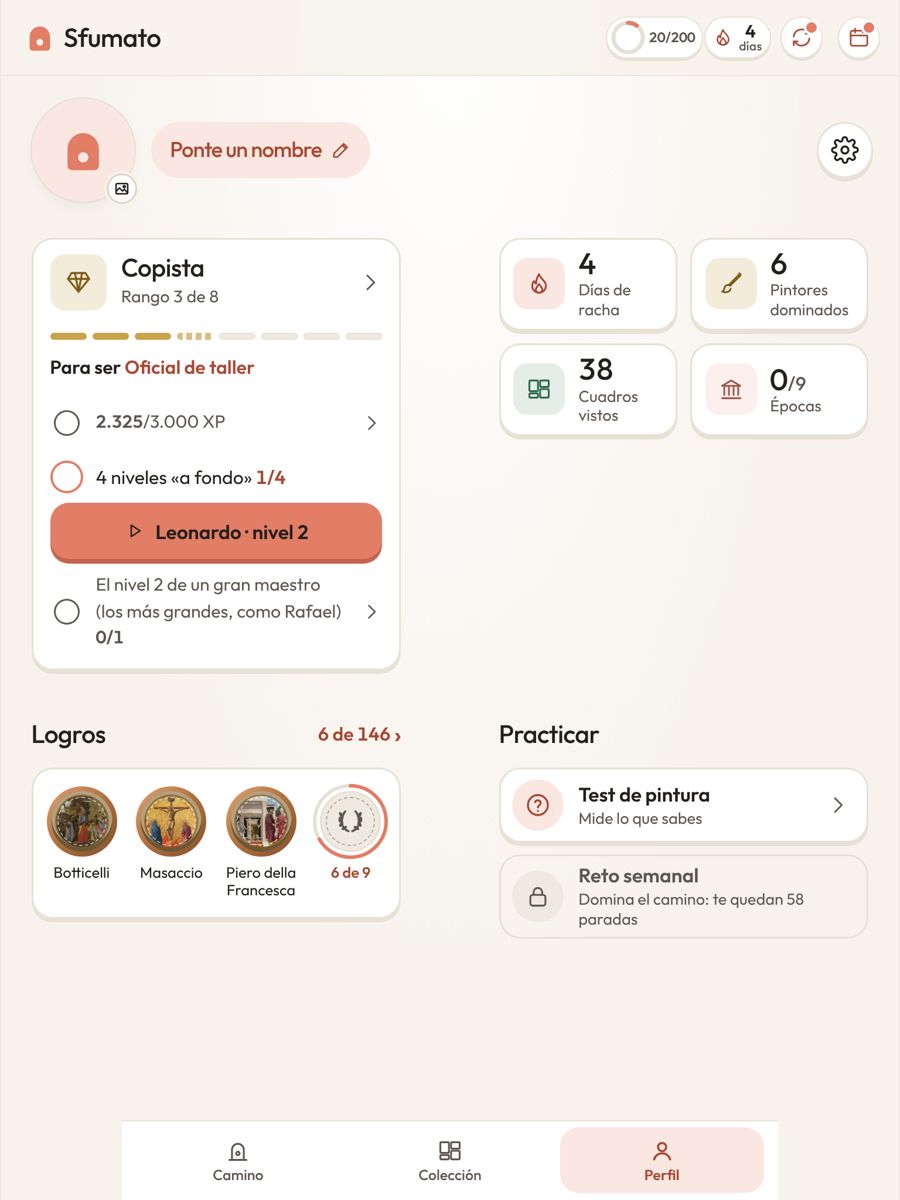 Sfumato
20/200
4
días
Ponte un nombre
Copista
Rango 3 de 8
Para ser Oficial de taller
2.325/3.000 XP
4 niveles «a fondo» 1/4
Leonardo · nivel 2
El nivel 2 de un gran maestro
(los más grandes, como Rafael)
0/1
4
Días de
racha
6
Pintores
dominados
38
Cuadros
vistos
0/9
Épocas
Logros
6 de 146 ›
Botticelli
Masaccio
Piero della
Francesca
6 de 9
Practicar
Test de pintura
Mide lo que sabes
Reto semanal
Domina el camino: te quedan 58
paradas
Camino
Colección
Perfil